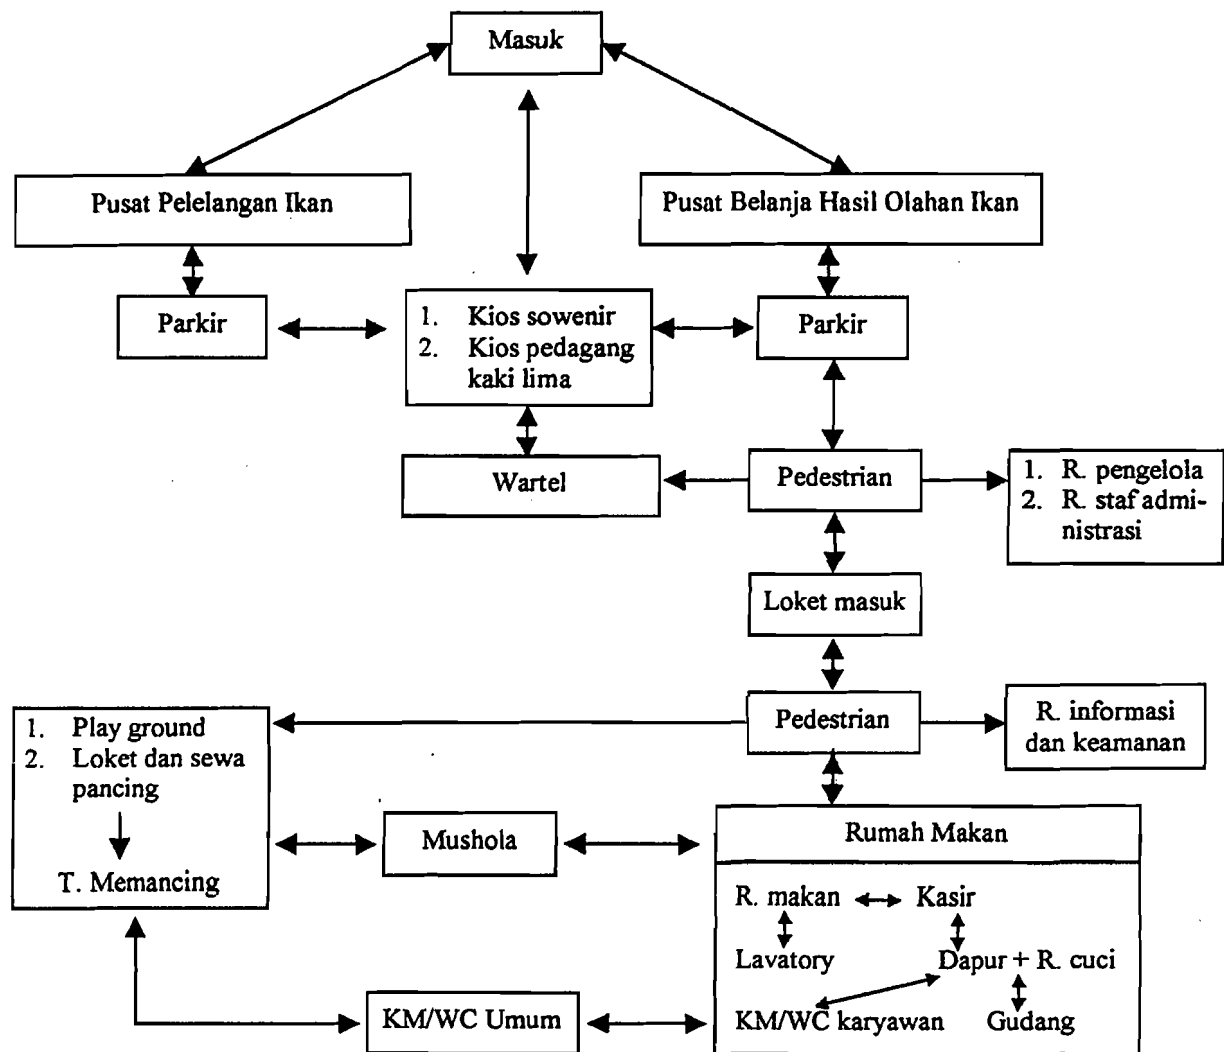 Masuk
Pusat Pelelangan Ikan
Pusat Belanja Hasil Olahan Ikan
Parkir
1. Kios sowenir
2. Kios pedagang
kaki lima
Parkir
Wartel
Pedestrian
1. R. pengelola
2. R. staf admi-
nistrasi
Loket masuk
1. Play ground
2. Loket dan sewa
pancing
T. Memancing
Pedestrian
R. informasi
dan keamanan
Mushola
Rumah Makan
R. makan
Kasir
Lavatory
Dapur + R. cuci
KM/WC karyawan
Gudang
KM/WC Umum